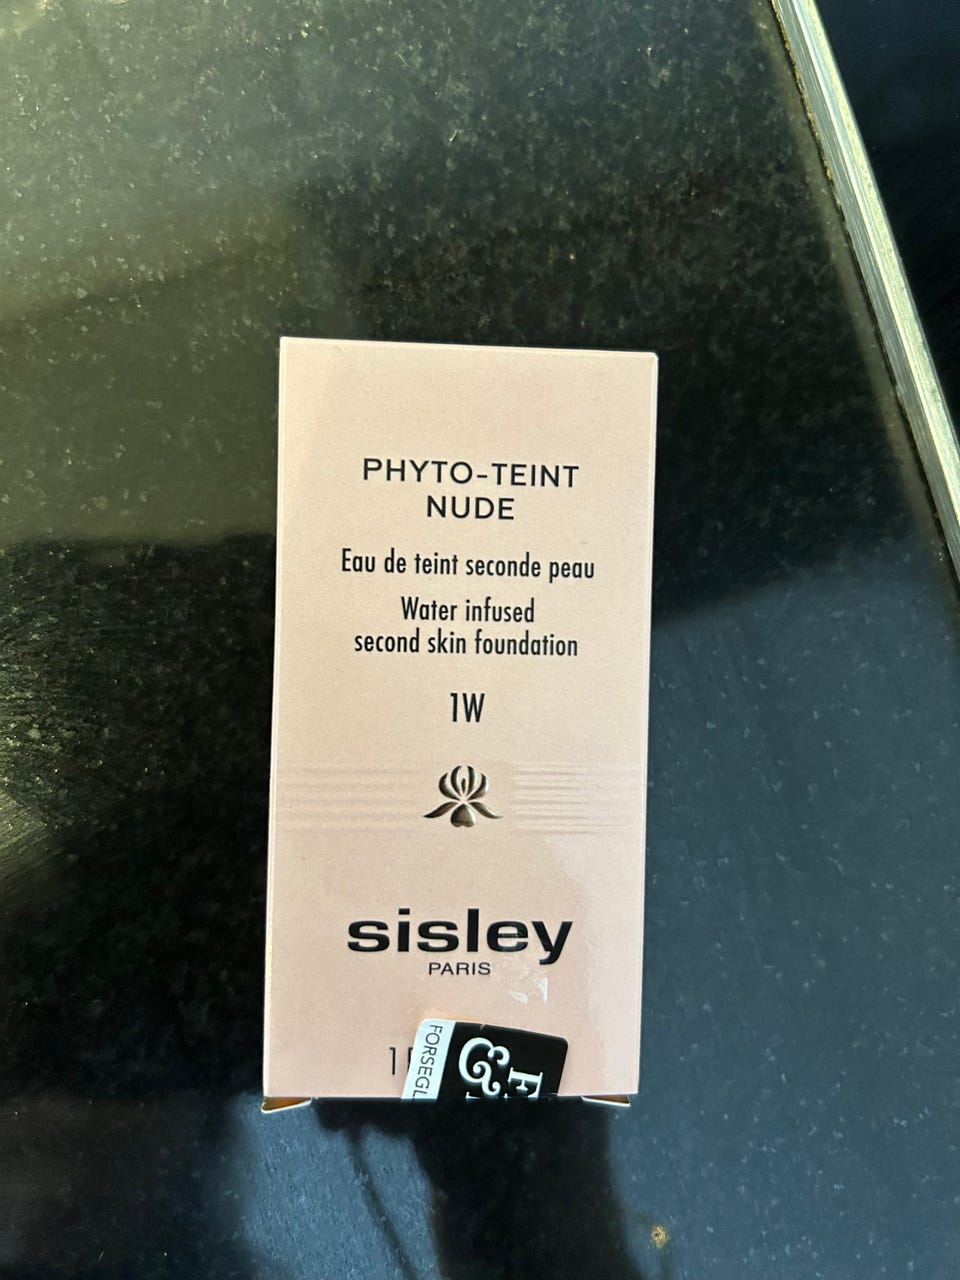 PHYTO-TEINT
NUDE
Eau de teint seconde peau
Water infused
second skin foundation
1W
sisley
PARIS